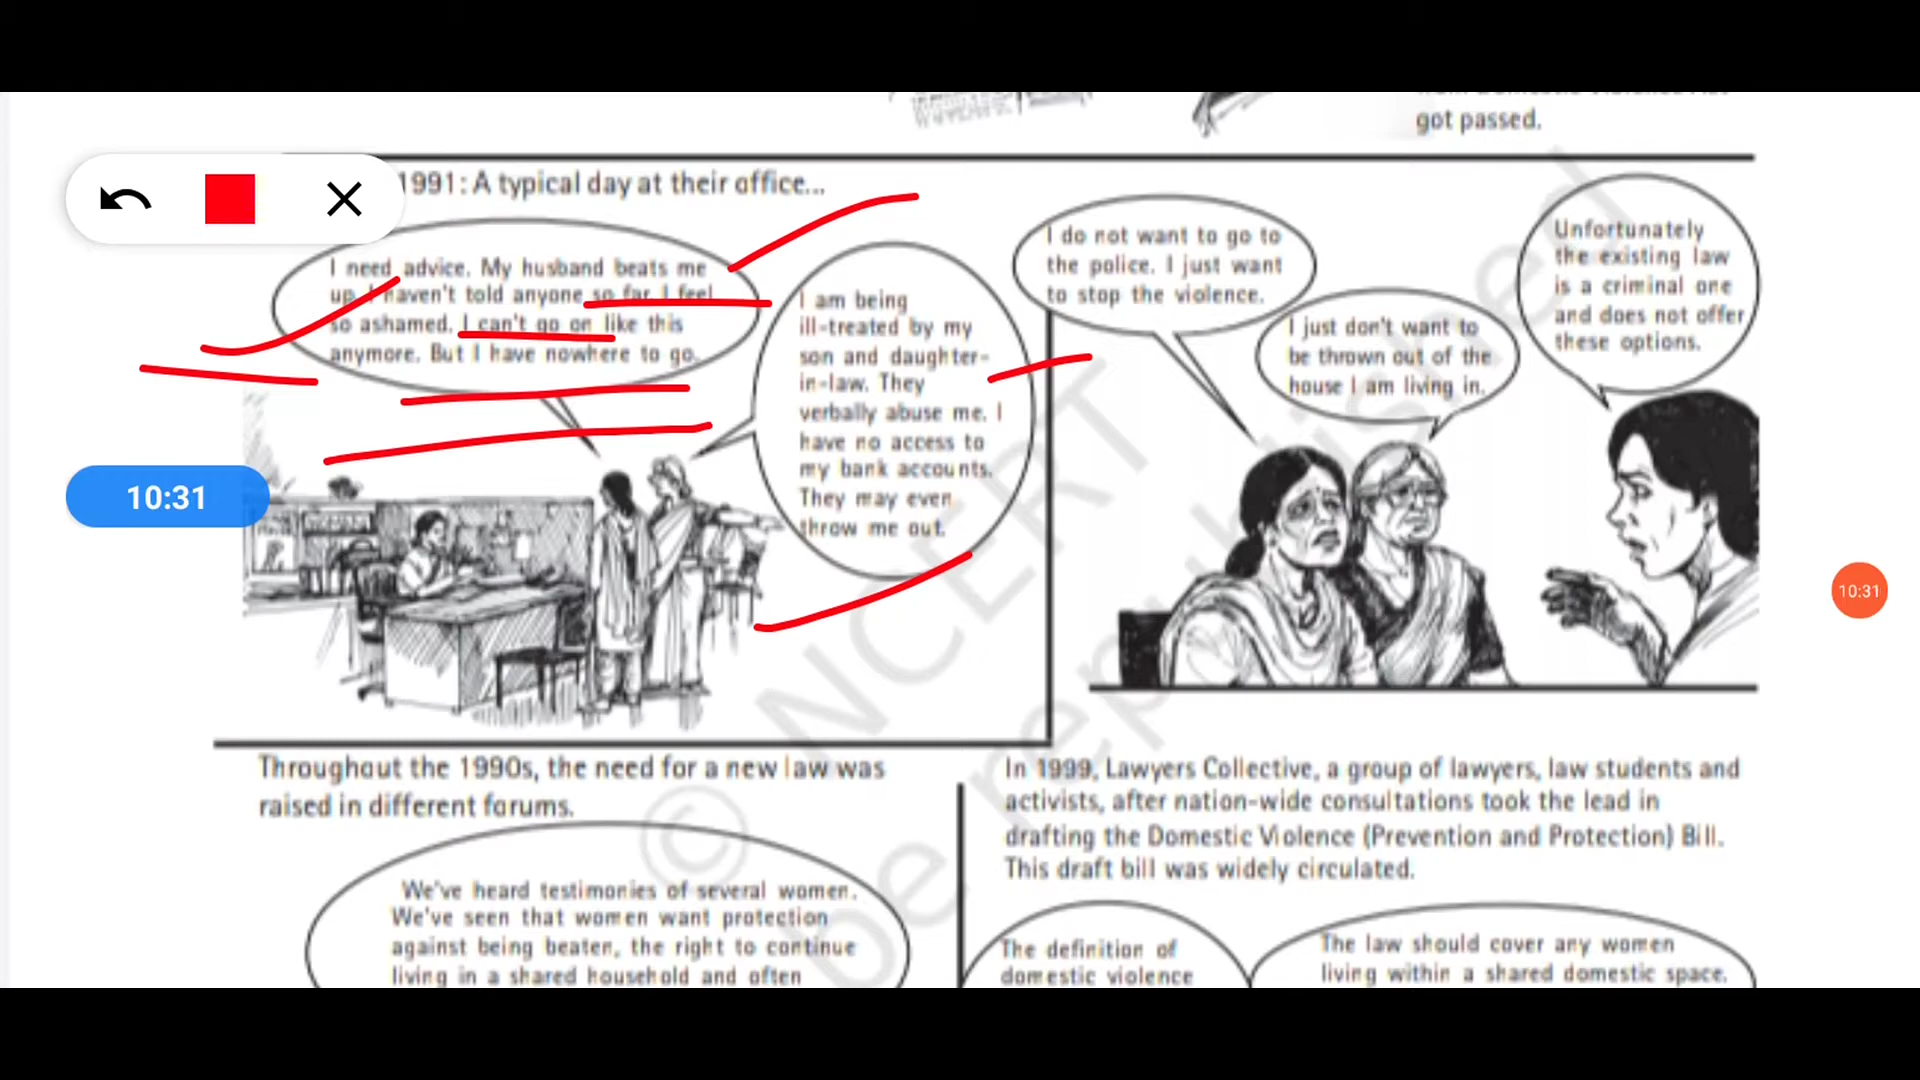 got passed.
1991: A typical day at their office...
I need advice. My husband beats me
up. I haven't told anyone so far. I feel
so ashamed. I can't go on like this
anymore. But I have nowhere to go.
I am being
ill-treated by my
son and daughter-
in-law. They
verbally abuse me. I
have no access to
my bank accounts.
They may even
throw me out.
I do not want to go to
the police. I just want
to stop the violence.
I just don't want to
be thrown out of the
house I am living in.
Unfortunately
the existing law
is a criminal one
and does not offer
these options.
10:31
10:31
Throughout the 1990s, the need for a new law was
raised in different forums.
We've heard testimonies of several women.
We've seen that women want protection
against being beaten, the right to continue
living in a shared household and often
In 1999, Lawyers Collective, a group of lawyers, law students and
activists, after nation-wide consultations took the lead in
drafting the Domestic Violence (Prevention and Protection) Bill.
This draft bill was widely circulated.
The definition of
domestic violence
The law should cover any women
living within a shared domestic space.
© NCERT
be republished